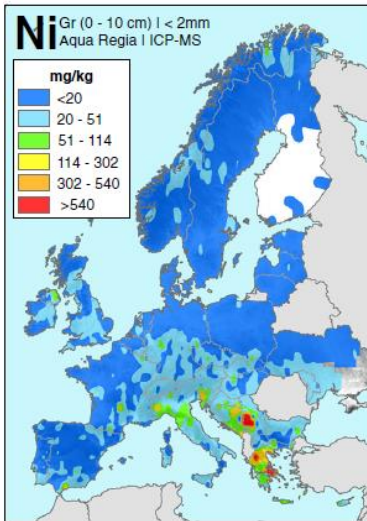 Ni Gr (0 - 10 cm) | < 2mm
Aqua Regia | ICP-MS
mg/kg
<20
20 - 51
51 - 114
114 - 302
302 - 540
>540